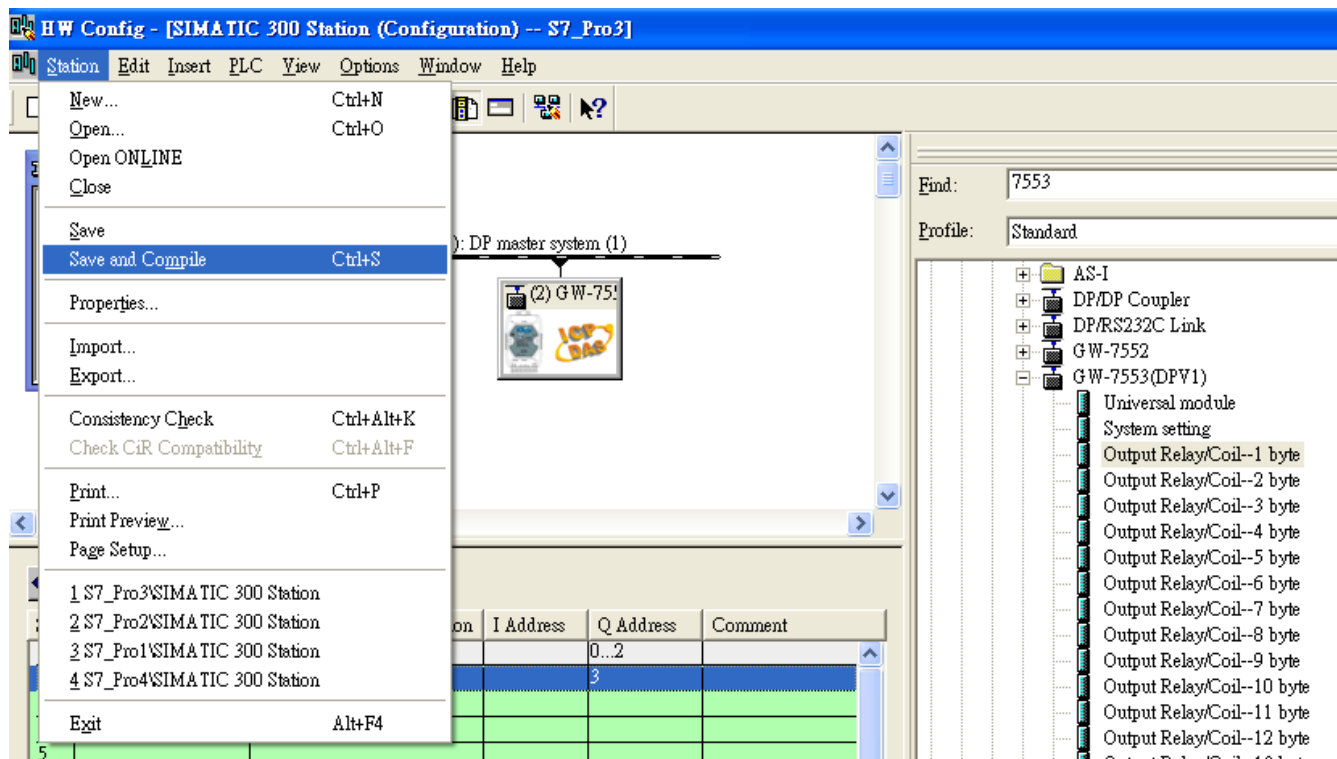 HW Config - [SIMATIC 300 Station (Configuration) -- S7_Pro3]
Station Edit Insert PLC View Options Window Help
New... Ctrl+N
Open... Ctrl+O
Open ONLINE
Close
Save
Save and Compile Ctrl+S
Properties...
Import...
Export...
Consistency Check Ctrl+Alt+K
Check CiR Compatibility Ctrl+Alt+F
Print... Ctrl+P
Print Preview...
Page Setup...
1 S7_Pro3\SIMATIC 300 Station
2 S7_Pro2\SIMATIC 300 Station
3 S7_Pro1\SIMATIC 300 Station
4 S7_Pro4\SIMATIC 300 Station
Exit Alt+F4
): DP master system (1)
(2) GW-755
ICP
DAS
I Address Q Address Comment
0...2
3
5
Find: 7553
Profile: Standard
AS-I
DP/DP Coupler
DP/RS232C Link
GW-7552
GW-7553(DPV1)
Universal module
System setting
Output Relay/Coil--1 byte
Output Relay/Coil--2 byte
Output Relay/Coil--3 byte
Output Relay/Coil--4 byte
Output Relay/Coil--5 byte
Output Relay/Coil--6 byte
Output Relay/Coil--7 byte
Output Relay/Coil--8 byte
Output Relay/Coil--9 byte
Output Relay/Coil--10 byte
Output Relay/Coil--11 byte
Output Relay/Coil--12 byte